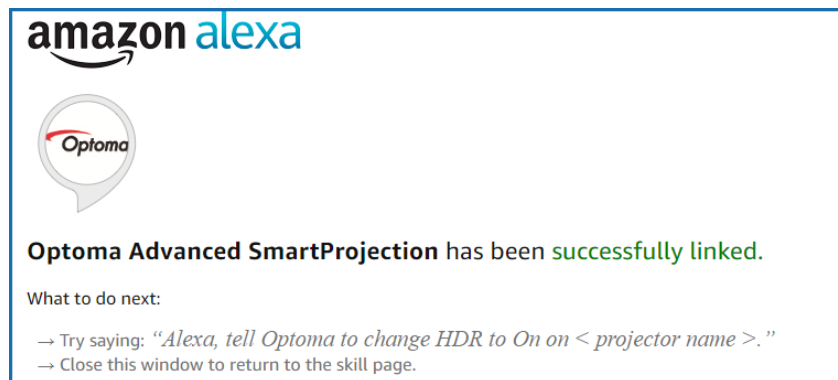 amazon alexa
Optoma
Optoma Advanced SmartProjection has been successfully linked.
What to do next:
→ Try saying: “Alexa, tell Optoma to change HDR to On on < projector name >.”
→ Close this window to return to the skill page.